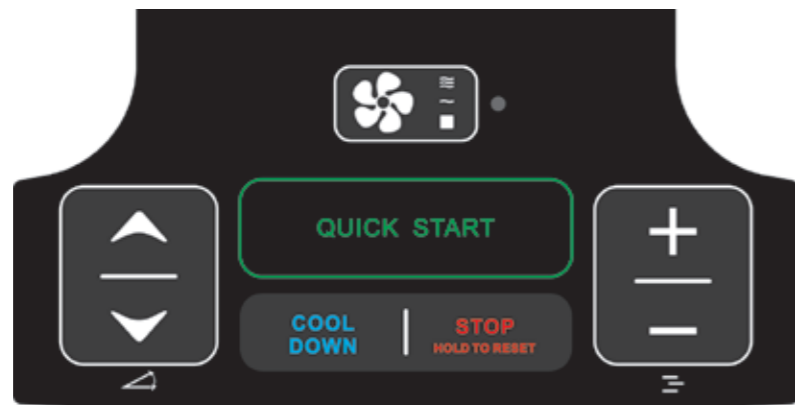 QUICK START
COOL
DOWN
STOP
HOLD TO RESET